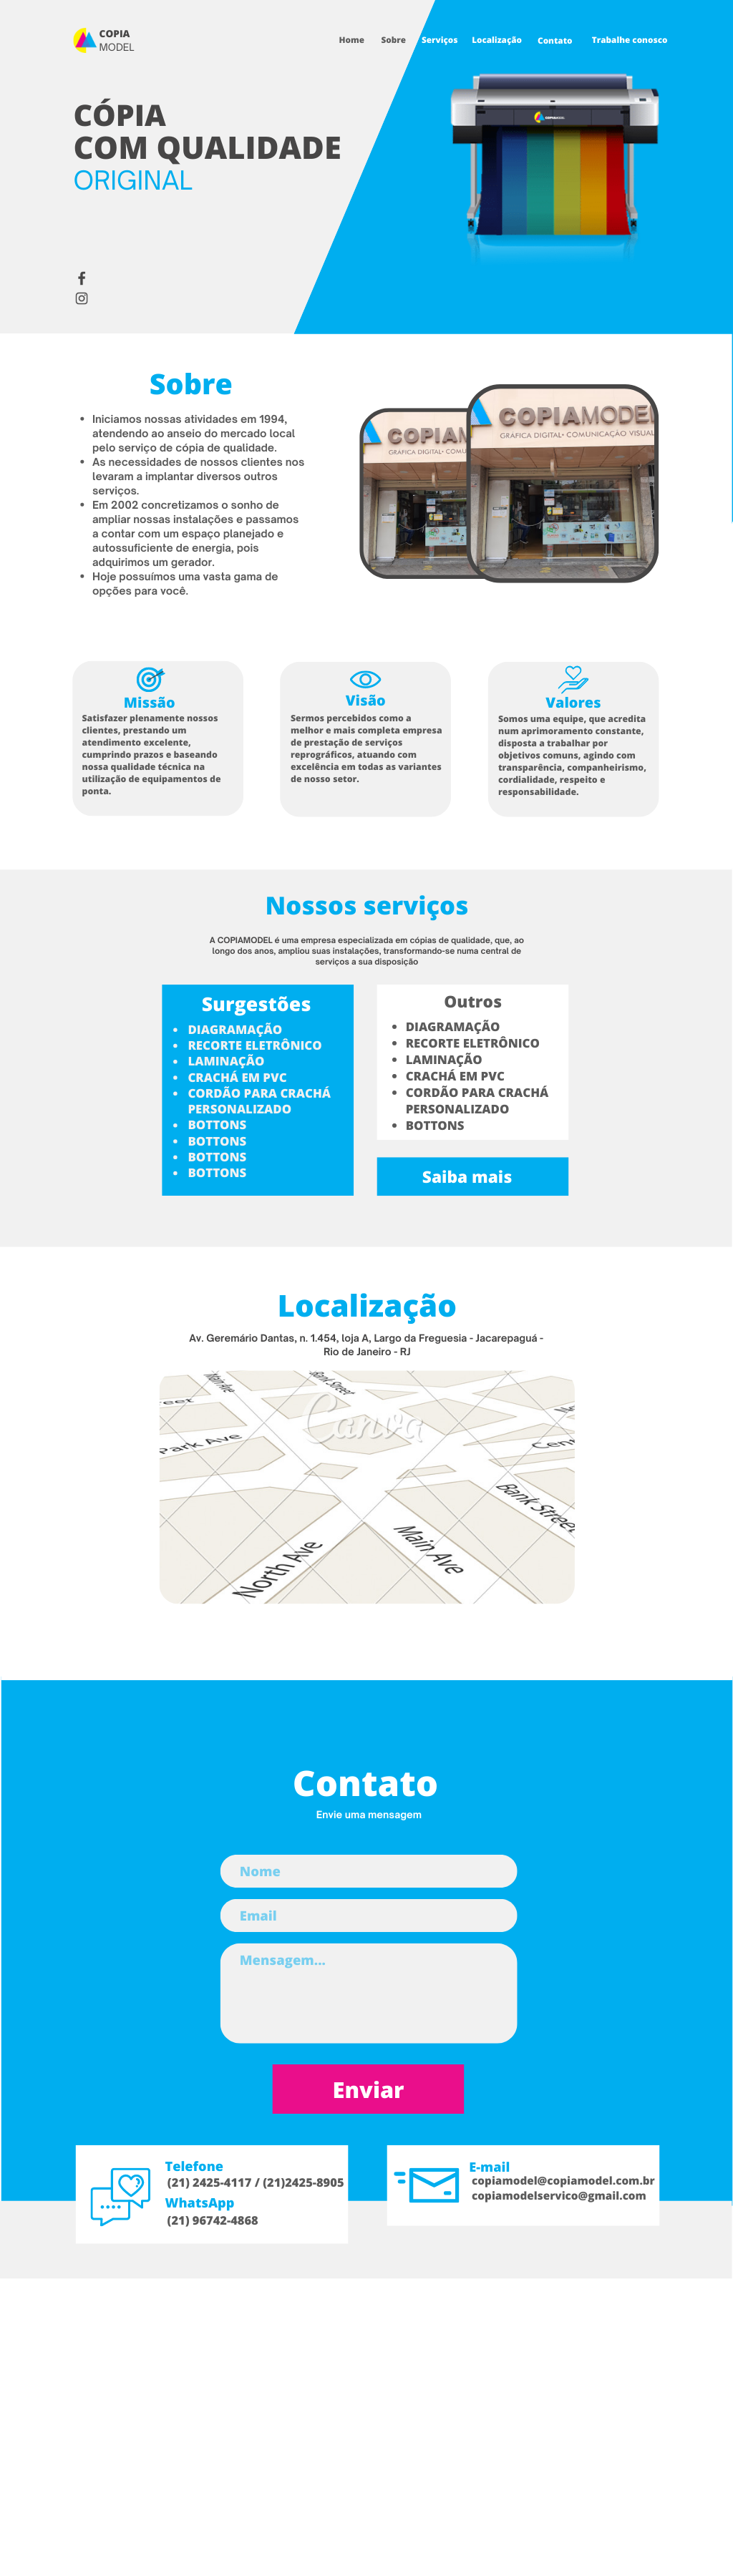 COPIA
MODEL
Home Sobre Serviços Localização Contato Trabalhe conosco
CÓPIA
COM QUALIDADE
ORIGINAL
COPIAMODEL
Sobre
Iniciamos nossas atividades em 1994,
atendendo ao anseio do mercado local
pelo serviço de cópia de qualidade.
As necessidades de nossos clientes nos
levaram a implantar diversos outros
serviços.
Em 2002 concretizamos o sonho de
ampliar nossas instalações e passamos
a contar com um espaço planejado e
autossuficiente de energia, pois
adquirimos um gerador.
Hoje possuímos uma vasta gama de
opções para você.
COPIAM
GRÁFICA DIGITAL• COMU
COPIAMODEL
GRÁFICA DIGITAL• COMUNICAÇÃO VISUAL
Missão
Satisfazer plenamente nossos
clientes, prestando um
atendimento excelente,
cumprindo prazos e baseando
nossa qualidade técnica na
utilização de equipamentos de
ponta.
Visão
Sermos percebidos como a
melhor e mais completa empresa
de prestação de serviços
reprográficos, atuando com
excelência em todas as variantes
de nosso setor.
Valores
Somos uma equipe, que acredita
num aprimoramento constante,
disposta a trabalhar por
objetivos comuns, agindo com
transparência, companheirismo,
cordialidade, respeito e
responsabilidade.
Nossos serviços
A COPIAMODEL é uma empresa especializada em cópias de qualidade, que, ao
longo dos anos, ampliou suas instalações, transformando-se numa central de
serviços a sua disposição
Surgestões
DIAGRAMAÇÃO
RECORTE ELETRÔNICO
LAMINAÇÃO
CRACHÁ EM PVC
CORDÃO PARA CRACHÁ
PERSONALIZADO
BOTTONS
BOTTONS
BOTTONS
BOTTONS
Outros
DIAGRAMAÇÃO
RECORTE ELETRÔNICO
LAMINAÇÃO
CRACHÁ EM PVC
CORDÃO PARA CRACHÁ
PERSONALIZADO
BOTTONS
Saiba mais
Localização
Av. Geremário Dantas, n. 1.454, loja A, Largo da Freguesia - Jacarepaguá -
Rio de Janeiro - RJ
Main Ave
Bank Street
Canva
Park Ave
Cen
Bank Street
Main Ave
North Ave
Contato
Envie uma mensagem
Nome
Email
Mensagem...
Enviar
Telefone
(21) 2425-4117 / (21)2425-8905
WhatsApp
(21) 96742-4868
E-mail
copiamodel@copiamodel.com.br
copiamodelservico@gmail.com